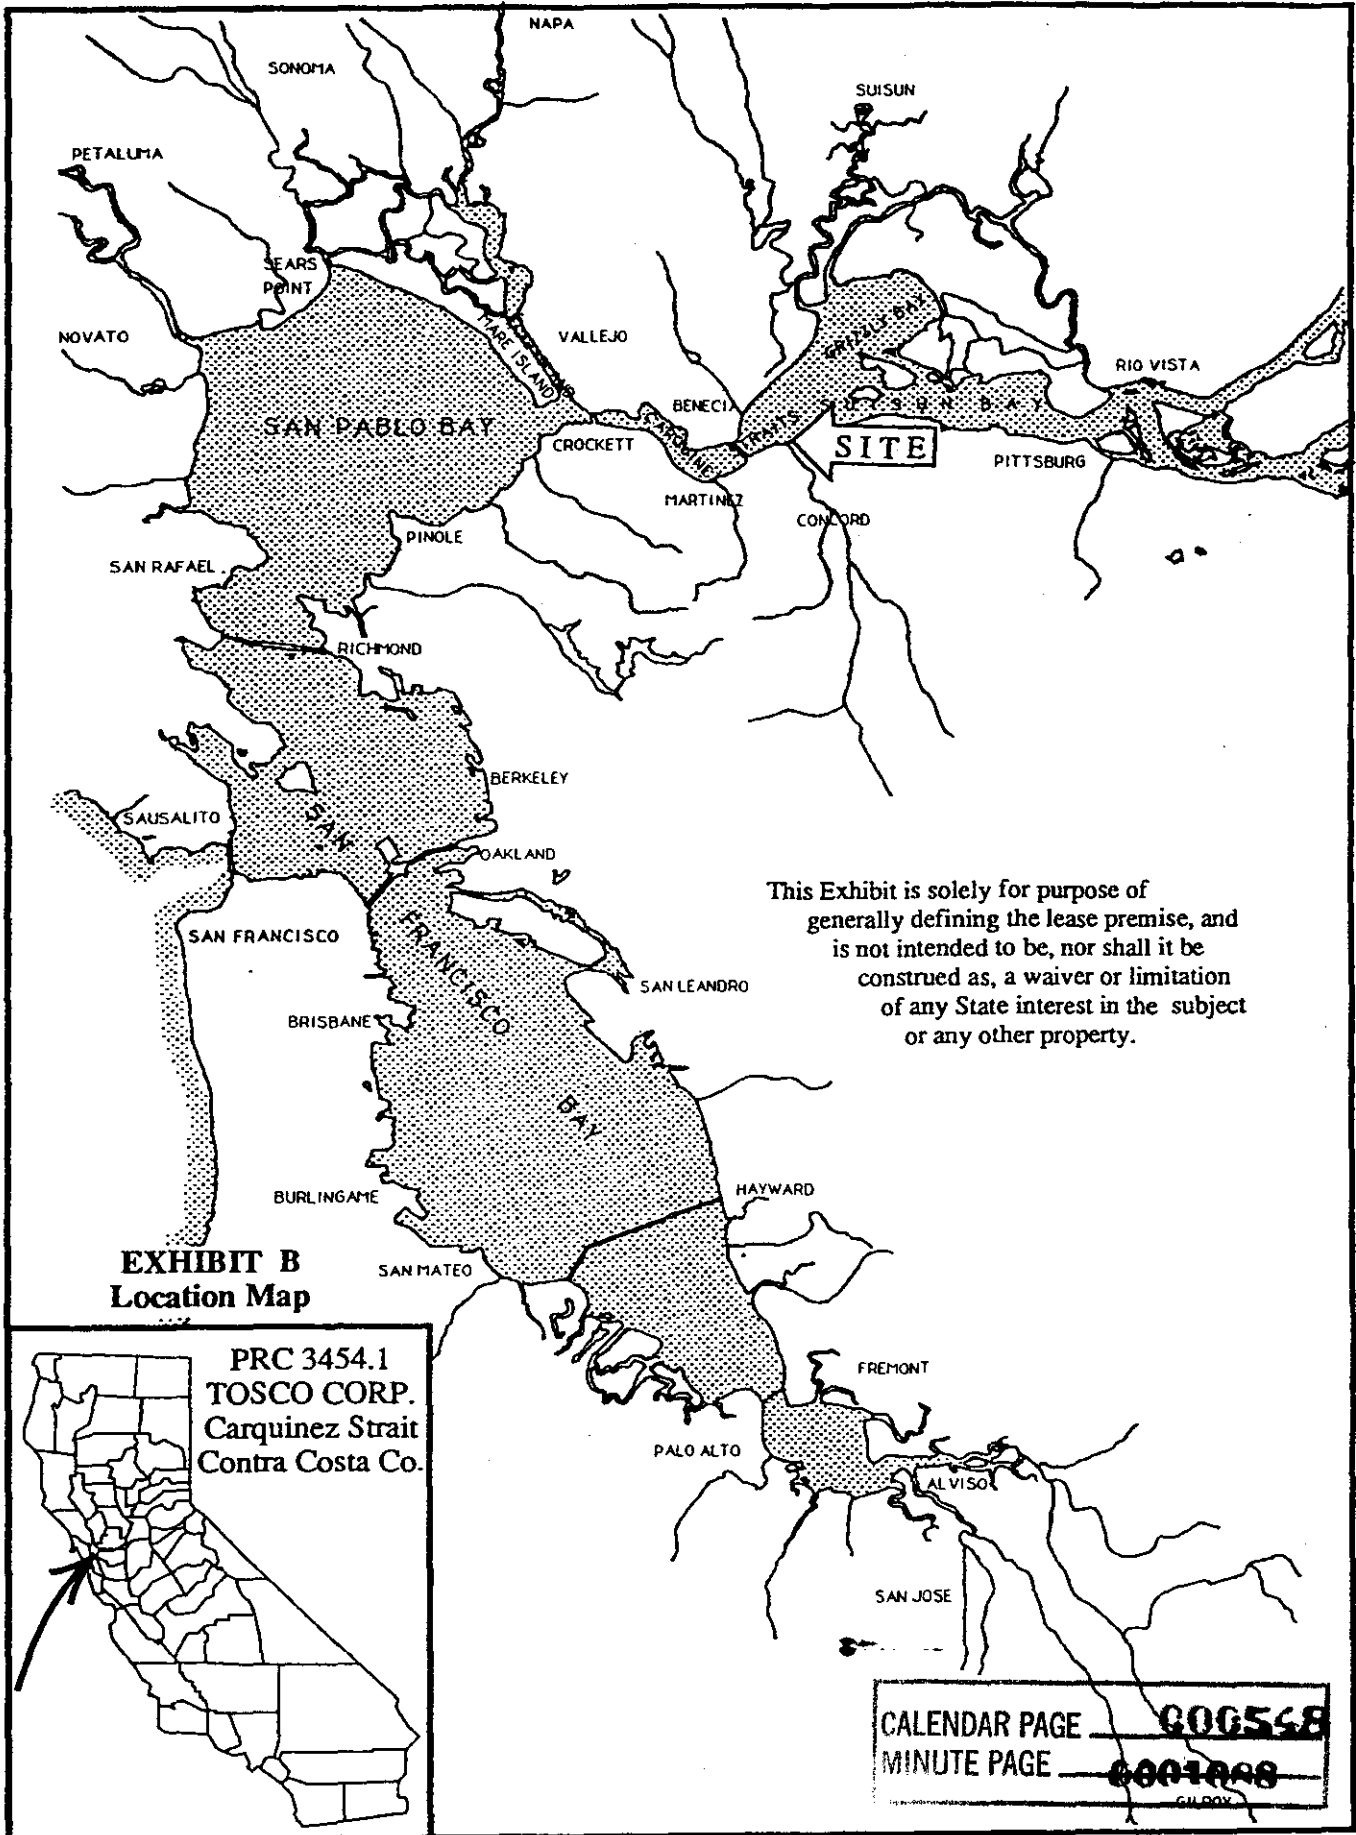 NAPA
SONOMA
SUISUN
PETALUMA
SEARS
POINT
NOVATO
MARE ISLAND
VALLEJO
GRIZZLY BAY
RIO VISTA
BENECIA
SUISUN BAY
SAN PABLO BAY
CROCKETT
STRAITS
SITE
PITTSBURG
MARTINEZ
CONCORD
PINOLE
SAN RAFAEL
RICHMOND
BERKELEY
SAUSALITO
OAKLAND
SAN FRANCISCO BAY
SAN FRANCISCO
This Exhibit is solely for purpose of
generally defining the lease premise, and
is not intended to be, nor shall it be
construed as, a waiver or limitation
of any State interest in the subject
or any other property.
SAN LEANDRO
BRISBANE
BURLINGAME
HAYWARD
SAN MATEO
EXHIBIT B
Location Map
PRC 3454.1
TOSCO CORP.
Carquinez Strait
Contra Costa Co.
FREMONT
PALO ALTO
ALVISO
SAN JOSE
CALENDAR PAGE
MINUTE PAGE
GILROY